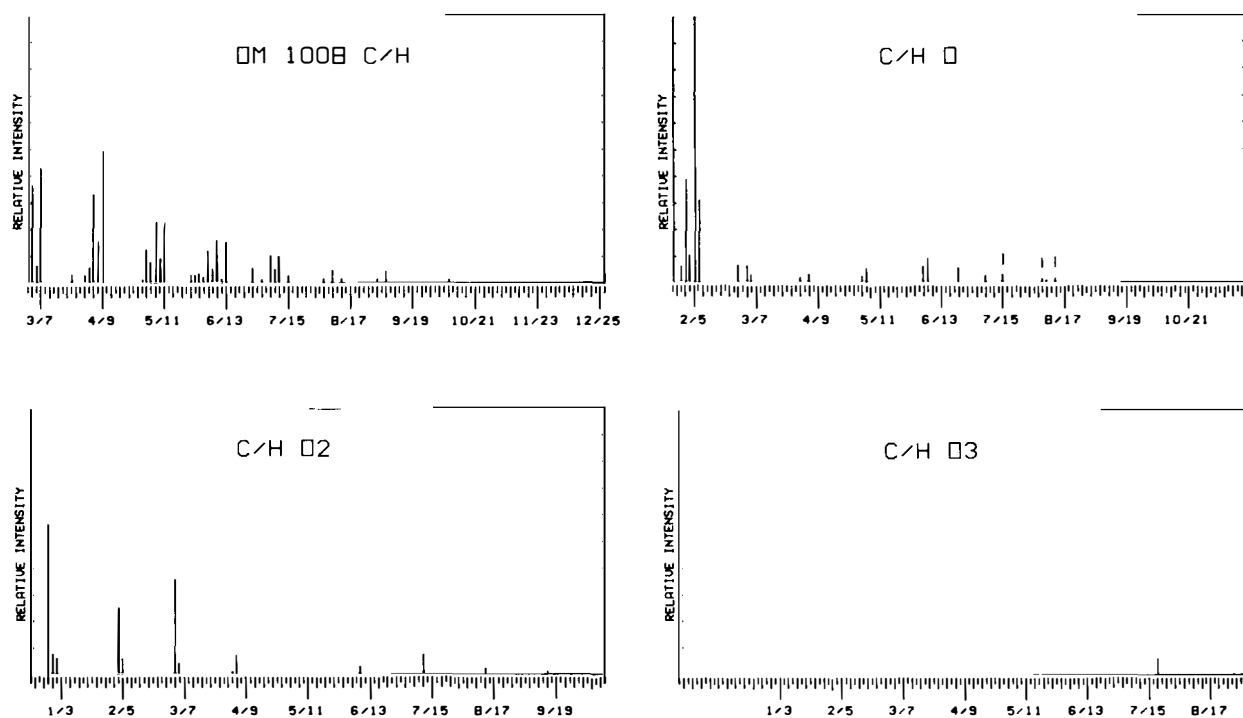 OM 100B C/H
RELATIVE INTENSITY
3/7 4/9 5/11 6/13 7/15 8/17 9/19 10/21 11/23 12/25
C/H O
RELATIVE INTENSITY
2/5 3/7 4/9 5/11 6/13 7/15 8/17 9/19 10/21
C/H O2
RELATIVE INTENSITY
1/3 2/5 3/7 4/9 5/11 6/13 7/15 8/17 9/19
C/H O3
RELATIVE INTENSITY
1/3 2/5 3/7 4/9 5/11 6/13 7/15 8/17